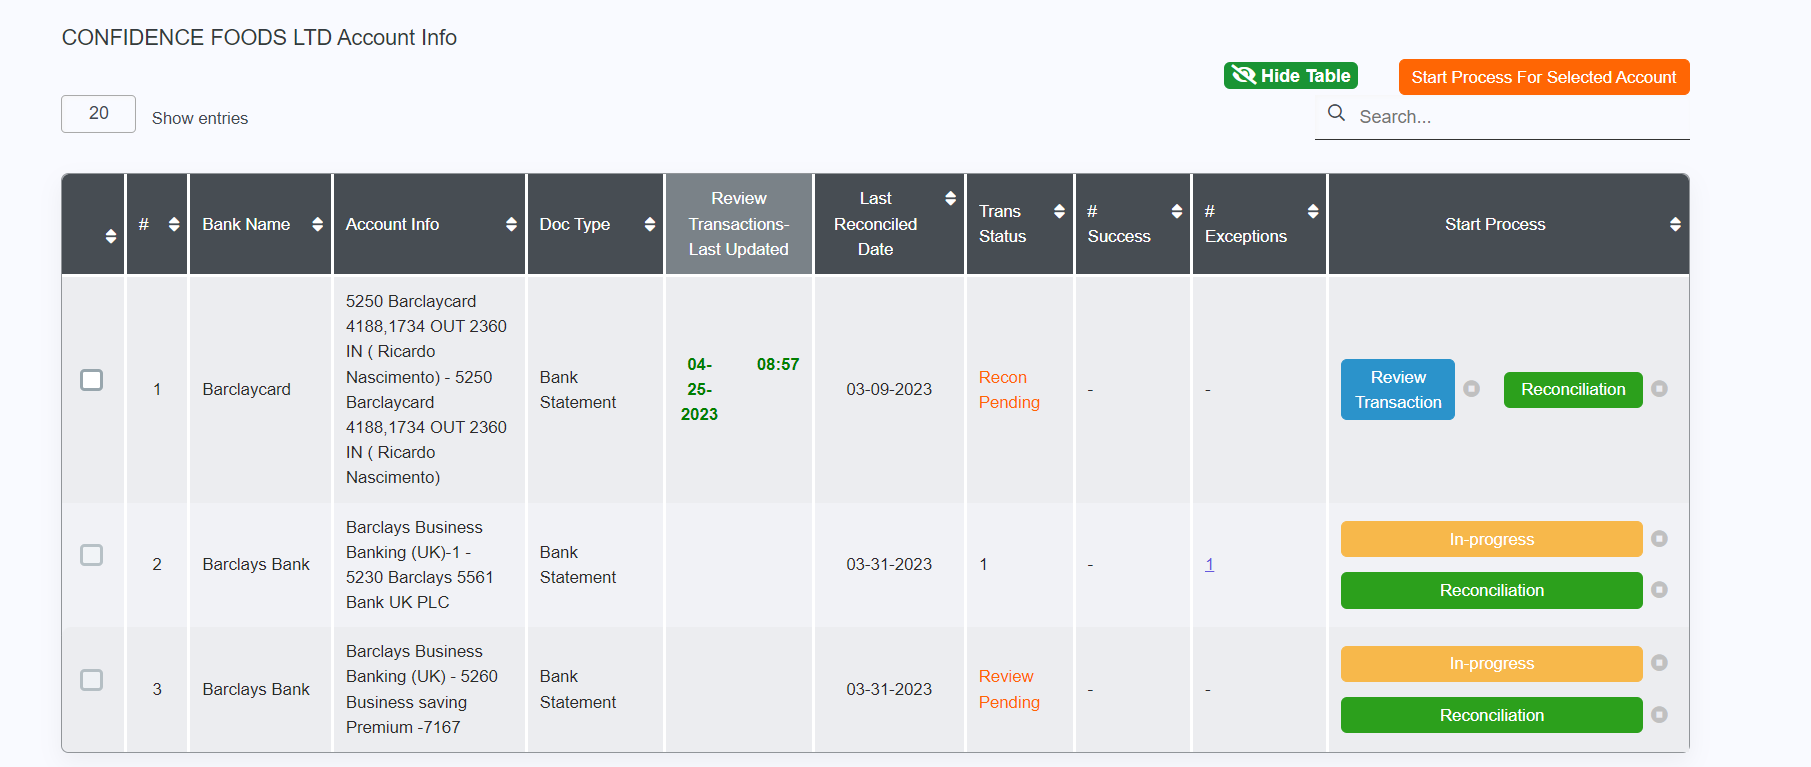 CONFIDENCE FOODS LTD Account Info
Hide Table
Start Process For Selected Account
20
Show entries
Search...
#
Bank Name
Account Info
Doc Type
Review
Transactions-
Last Updated
Last
Reconciled
Date
Trans
Status
#
Success
#
Exceptions
Start Process
1
Barclaycard
5250 Barclaycard
4188,1734 OUT 2360
IN ( Ricardo
Nascimento) - 5250
Barclaycard
4188,1734 OUT 2360
IN ( Ricardo
Nascimento)
Bank
Statement
04-
25-
2023
08:57
03-09-2023
Recon
Pending
-
-
Review
Transaction
Reconciliation
2
Barclays Bank
Barclays Business
Banking (UK)-1 -
5230 Barclays 5561
Bank UK PLC
Bank
Statement
03-31-2023
1
-
1
In-progress
Reconciliation
3
Barclays Bank
Barclays Business
Banking (UK) - 5260
Business saving
Premium -7167
Bank
Statement
03-31-2023
Review
Pending
-
-
In-progress
Reconciliation